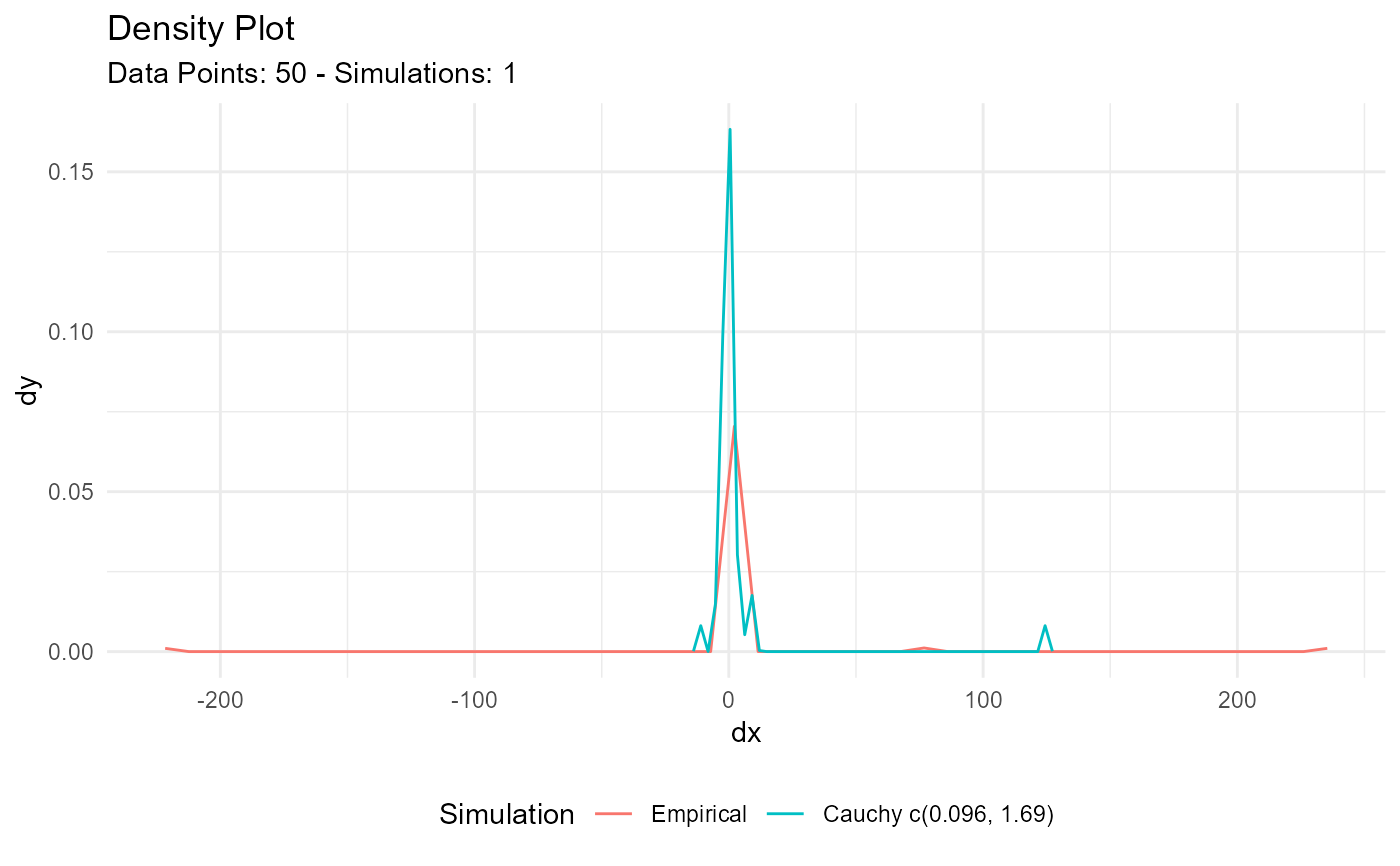 Density Plot
Data Points: 50 - Simulations: 1
0.15
0.10
0.05
0.00
dy
-200 -100 0 100 200
dx
Simulation Empirical Cauchy c(0.096, 1.69)